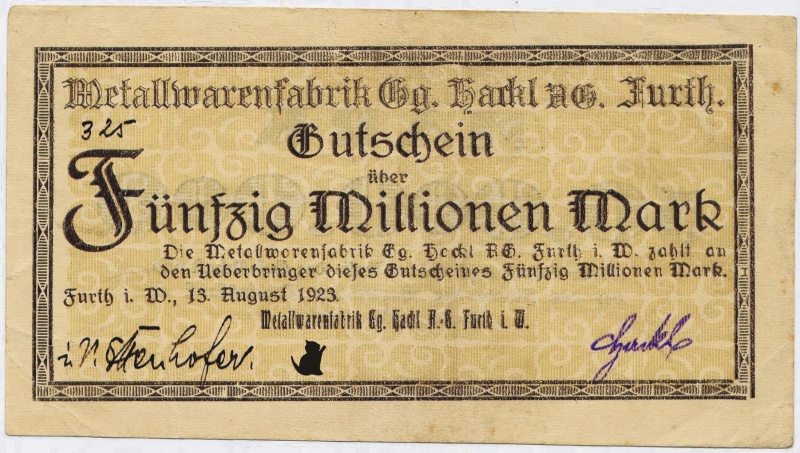 Metallwarenfabrik Gg. Hackl AG. Furth.
325
Gutschein
über
Fünfzig Millionen Mark
Die Metallwarenfabrik Gg. Hackl AG. Furth i. W. zahlt an
den Ueberbringer dieses Gutscheines Fünfzig Millionen Mark.
Furth i. W., 13. August 1923.
Metallwarenfabrik Gg. Hackl A.-G. Furth i. W.